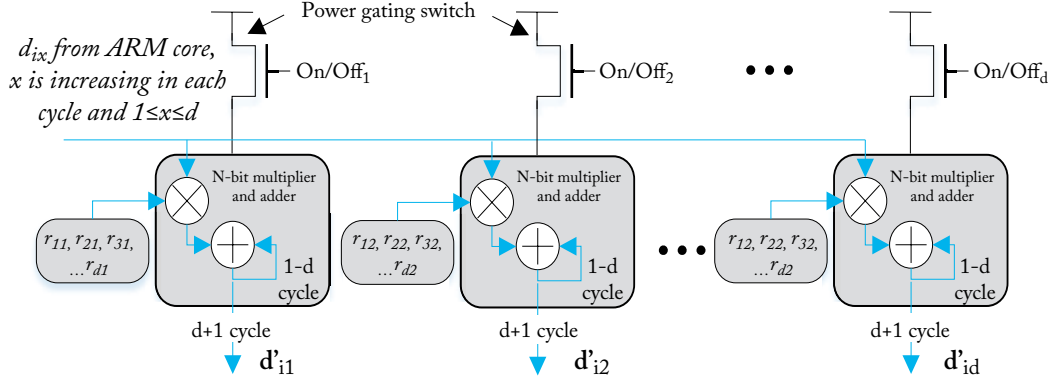 Power gating switch
d_ix from ARM core,
x is increasing in each
cycle and 1≤x≤d
On/Off_1
On/Off_2
•••
On/Off_d
N-bit multiplier
and adder
N-bit multiplier
and adder
N-bit multiplier
and adder
r_11, r_21, r_31,
...r_d1
1-d
cycle
r_12, r_22, r_32,
...r_d2
1-d
cycle
•••
r_12, r_22, r_32,
...r_d2
1-d
cycle
d+1 cycle
d+1 cycle
d+1 cycle
d'_i1
d'_i2
d'_id